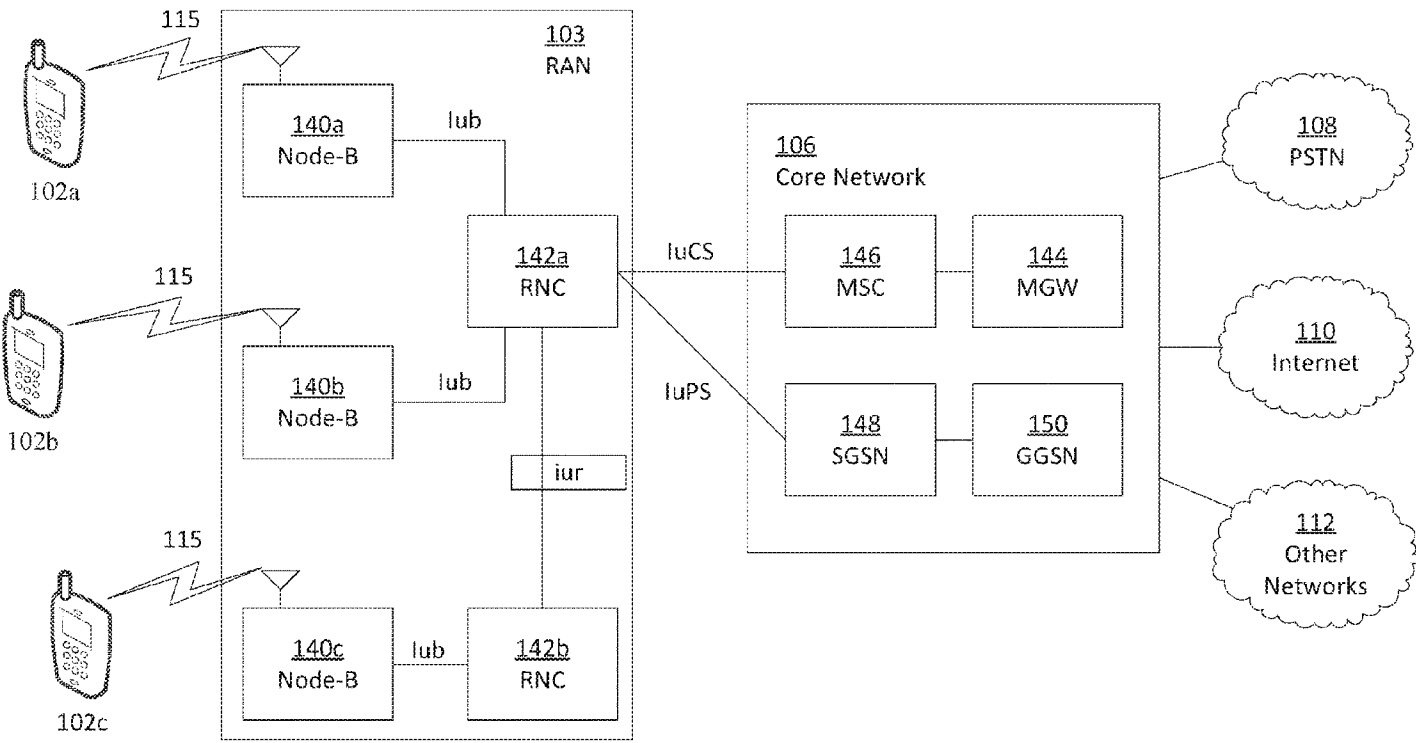 115
103
RAN
102a
140a
Node-B
Iub
142a
RNC
115
102b
140b
Node-B
Iub
iur
115
102c
140c
Node-B
Iub
142b
RNC
IuCS
IuPS
106
Core Network
146
MSC
144
MGW
148
SGSN
150
GGSN
108
PSTN
110
Internet
112
Other
Networks